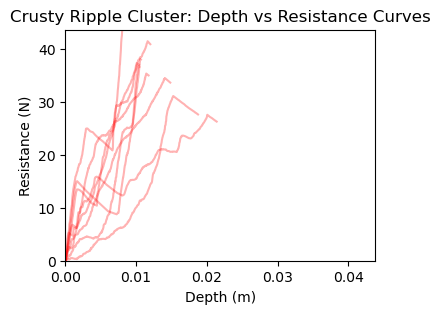 Crusty Ripple Cluster: Depth vs Resistance Curves
Resistance (N)
40
30
20
10
0
0.00 0.01 0.02 0.03 0.04
Depth (m)